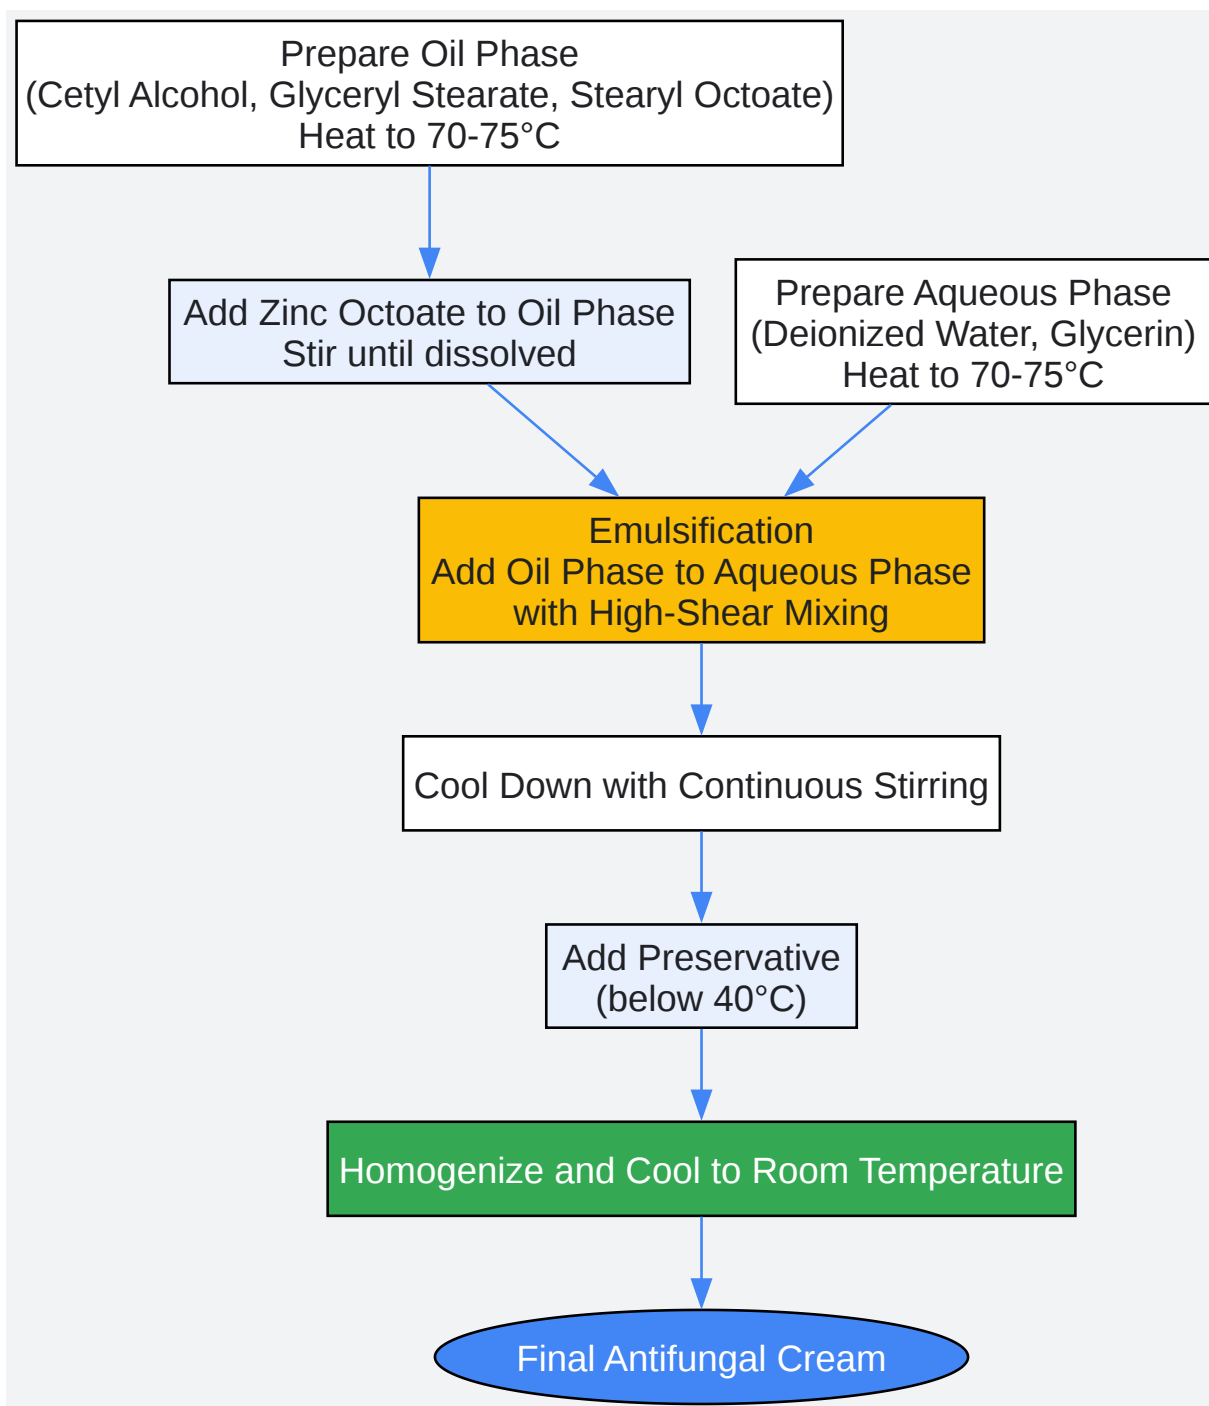 Prepare Oil Phase
(Cetyl Alcohol, Glyceryl Stearate, Stearyl Octoate)
Heat to 70-75°C
Add Zinc Octoate to Oil Phase
Stir until dissolved
Prepare Aqueous Phase
(Deionized Water, Glycerin)
Heat to 70-75°C
Emulsification
Add Oil Phase to Aqueous Phase
with High-Shear Mixing
Cool Down with Continuous Stirring
Add Preservative
(below 40°C)
Homogenize and Cool to Room Temperature
Final Antifungal Cream